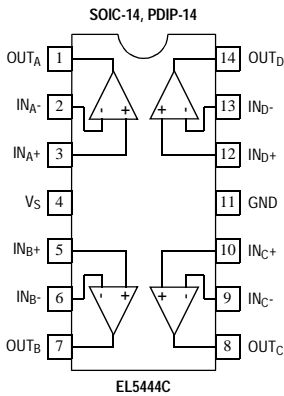 SOIC-14, PDIP-14
OUTA 1 14 OUTD
INA- 2 - + + - 13 IND-
INA+ 3 12 IND+
VS 4 11 GND
INB+ 5 10 INC+
INB- 6 - + + - 9 INC-
OUTB 7 8 OUTC
EL5444C